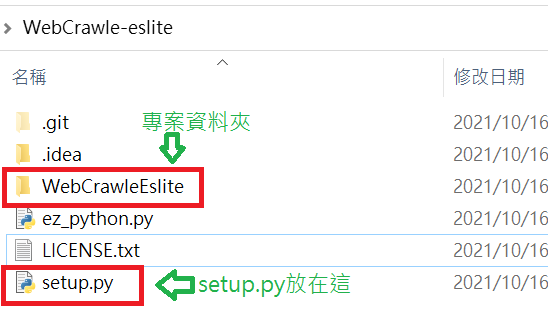 WebCrawle-eslite
名稱
修改日期
.git
2021/10/16
專案資料夾
.idea
2021/10/16
WebCrawleEslite
2021/10/16
ez_python.py
2021/10/16
LICENSE.txt
2021/10/16
setup.py
setup.py放在這
2021/10/16